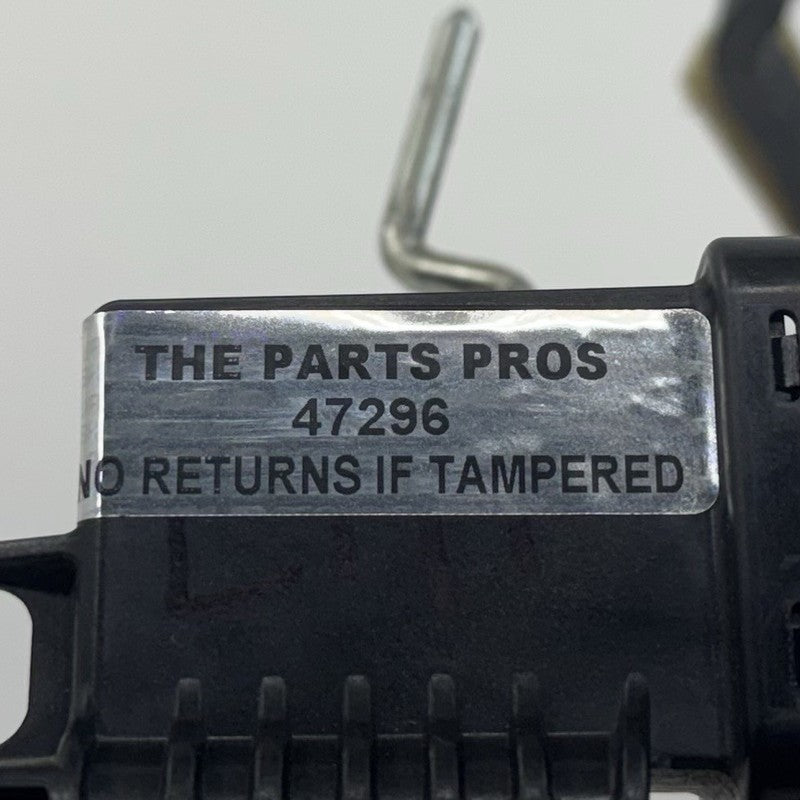 THE PARTS PROS
47296
NO RETURNS IF TAMPERED